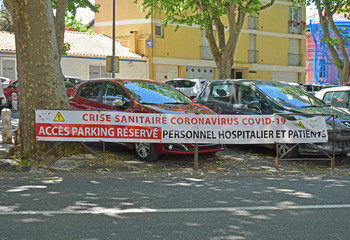 CRISE SANITAIRE CORONAVIRUS COVID-19
ACCÈS PARKING RÉSERVÉ PERSONNEL HOSPITALIER ET PATIENTS